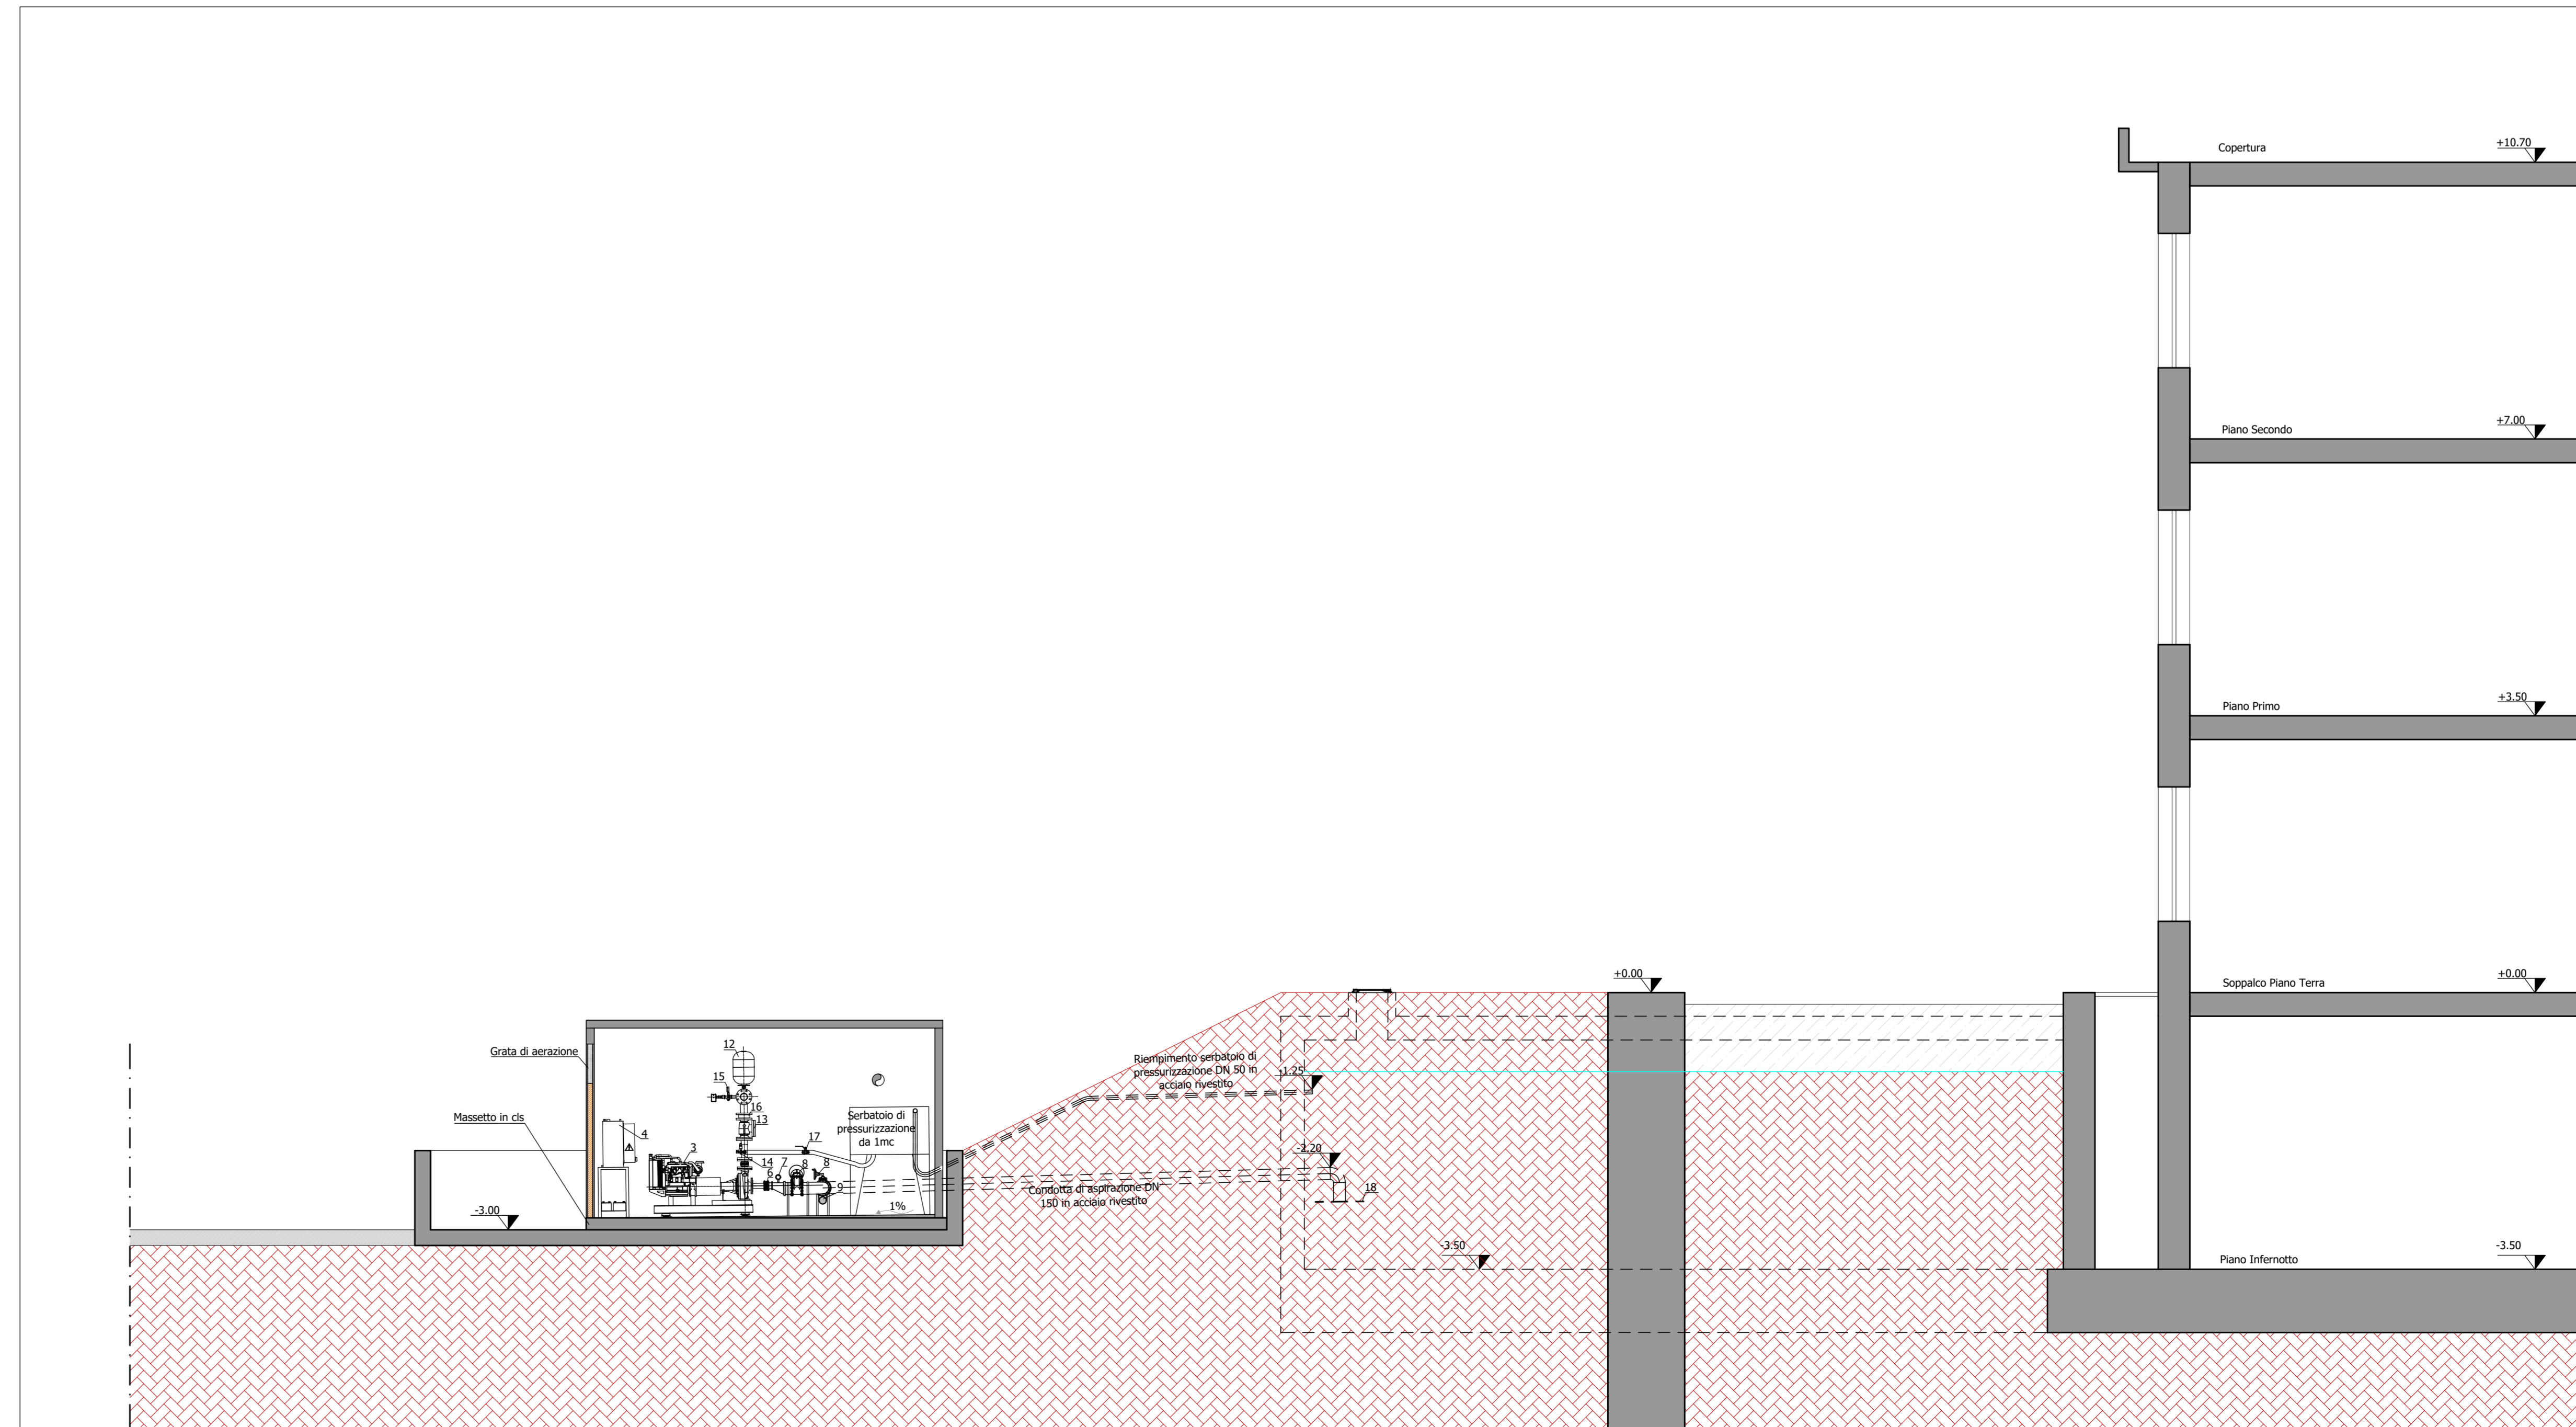 Copertura
+10.70
Piano Secondo
+7.00
Piano Primo
+3.50
+0.00
Soppalco Piano Terra
+0.00
Grata di aerazione
12
15
16
13
Massetto in cls
4
3
14
6
7
8
8
9
17
Serbatoio di
pressurizzazione
da 1mc
1%
-3.00
Riempimento serbatoio di
pressurizzazione DN 50 in
acciaio rivestito
-1.25
-2.20
Condotta di aspirazione DN
150 in acciaio rivestito
18
-3.50
Piano Infernotto
-3.50